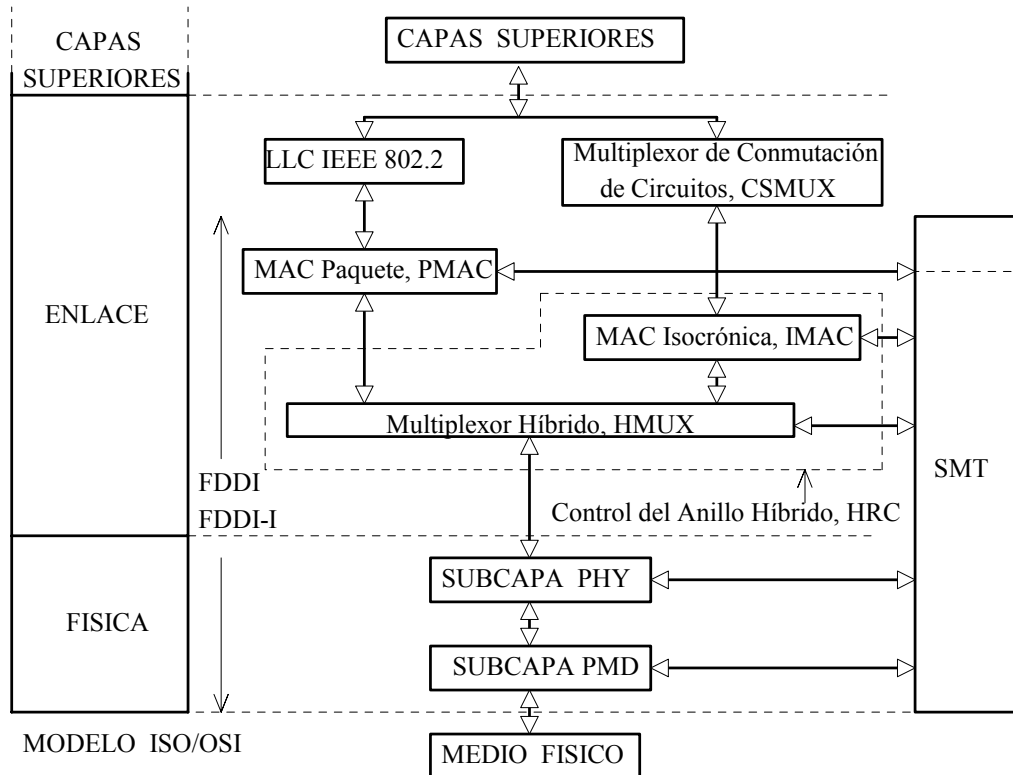 CAPAS
SUPERIORES
CAPAS SUPERIORES
LLC IEEE 802.2
Multiplexor de Conmutación
de Circuitos, CSMUX
MAC Paquete, PMAC
ENLACE
MAC Isocrónica, IMAC
Multiplexor Híbrido, HMUX
SMT
FDDI
FDDI-I
Control del Anillo Híbrido, HRC
SUBCAPA PHY
FISICA
SUBCAPA PMD
MODELO ISO/OSI
MEDIO FISICO